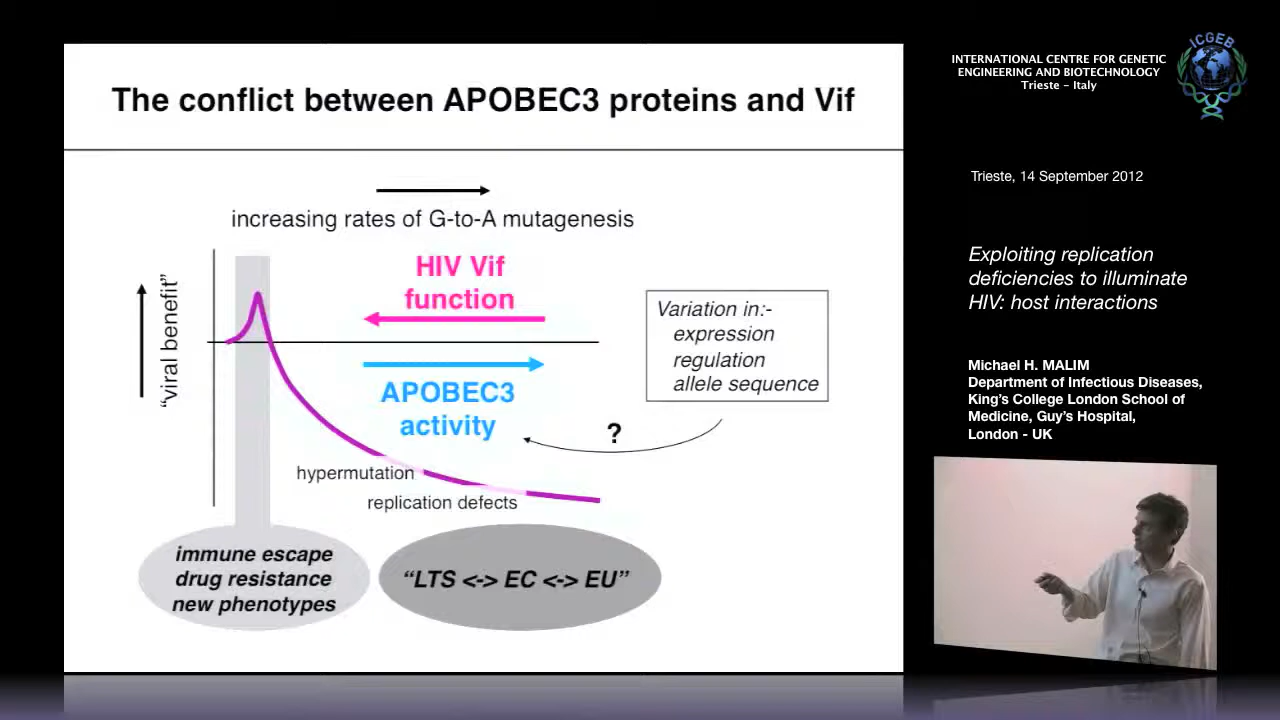 The conflict between APOBEC3 proteins and Vif
increasing rates of G-to-A mutagenesis
"viral benefit"
HIV Vif
function
APOBEC3
activity
Variation in:-
expression
regulation
allele sequence
?
hypermutation
replication defects
immune escape
drug resistance
new phenotypes
“LTS <-> EC <-> EU”
INTERNATIONAL CENTRE FOR GENETIC
ENGINEERING AND BIOTECHNOLOGY
Trieste - Italy
ICGEB
Trieste, 14 September 2012
Exploiting replication
deficiencies to illuminate
HIV: host interactions
Michael H. MALIM
Department of Infectious Diseases,
King's College London School of
Medicine, Guy's Hospital,
London - UK